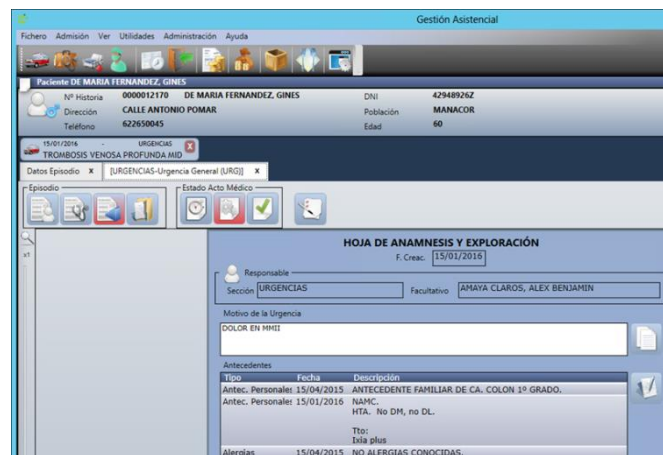 Gestión Asistencial
Fichero Admisión Ver Utilidades Administración Ayuda
Paciente DE MARIA FERNANDEZ, GINES
Nº Historia 0000012170 DE MARIA FERNANDEZ, GINES DNI 42948926Z
Dirección CALLE ANTONIO POMAR Población MANACOR
Teléfono 622650045 Edad 60
15/01/2016 - URGENCIAS
TROMBOSIS VENOSA PROFUNDA MID
Datos Episodio x [URGENCIAS-Urgencia General (URG)] x
Episodio Estado Acto Médico
x1
HOJA DE ANAMNESIS Y EXPLORACIÓN
F. Creac. 15/01/2016
Responsable
Sección URGENCIAS Facultativo AMAYA CLAROS, ALEX BENJAMIN
Motivo de la Urgencia
DOLOR EN MMII
Antecedentes
Tipo Fecha Descripción
Antec. Personales 15/04/2015 ANTECEDENTE FAMILIAR DE CA. COLON 1º GRADO.
Antec. Personales 15/01/2016 NAMC.
HTA. No DM, no DL.
Tto:
Ixia plus
Alergias 15/04/2015 NO ALERGIAS CONOCIDAS.